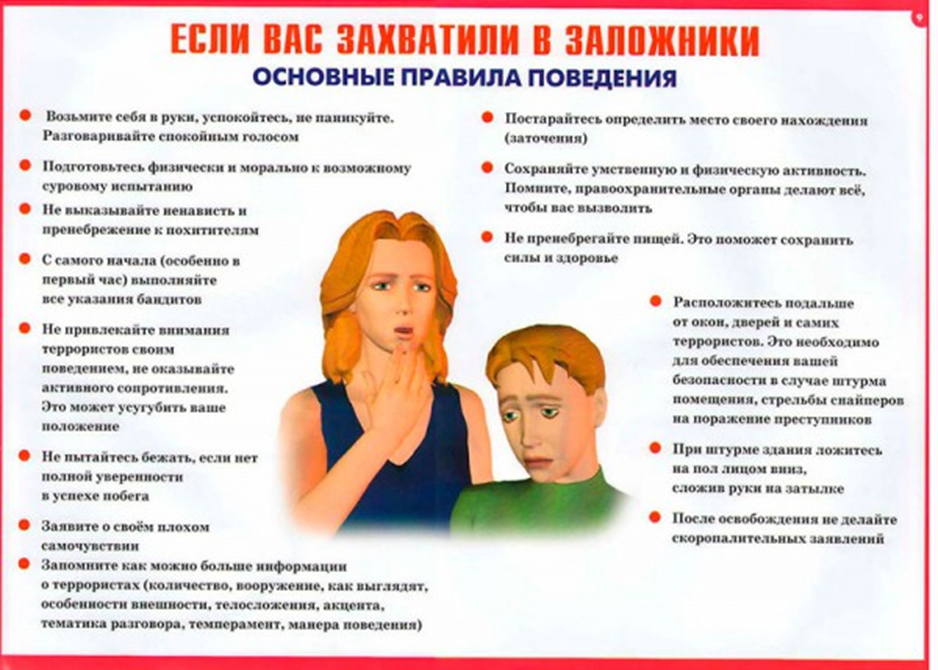 9
ЕСЛИ ВАС ЗАХВАТИЛИ В ЗАЛОЖНИКИ
ОСНОВНЫЕ ПРАВИЛА ПОВЕДЕНИЯ
Возьмите себя в руки, успокойтесь, не паникуйте.
Разговаривайте спокойным голосом
Подготовьтесь физически и морально к возможному
суровому испытанию
Не выказывайте ненависть и
пренебрежение к похитителям
С самого начала (особенно в
первый час) выполняйте
все указания бандитов
Не привлекайте внимания
террористов своим
поведением, не оказывайте
активного сопротивления.
Это может усугубить ваше
положение
Не пытайтесь бежать, если нет
полной уверенности
в успехе побега
Заявите о своём плохом
самочувствии
Запомните как можно больше информации
о террористах (количество, вооружение, как выглядят,
особенности внешности, телосложения, акцента,
тематика разговора, темперамент, манера поведения)
Постарайтесь определить место своего нахождения
(заточения)
Сохраняйте умственную и физическую активность.
Помните, правоохранительные органы делают всё,
чтобы вас вызволить
Не пренебрегайте пищей. Это поможет сохранить
силы и здоровье
Расположитесь подальше
от окон, дверей и самих
террористов. Это необходимо
для обеспечения вашей
безопасности в случае штурма
помещения, стрельбы снайперов
на поражение преступников
При штурме здания ложитесь
на пол лицом вниз,
сложив руки на затылке
После освобождения не делайте
скоропалительных заявлений